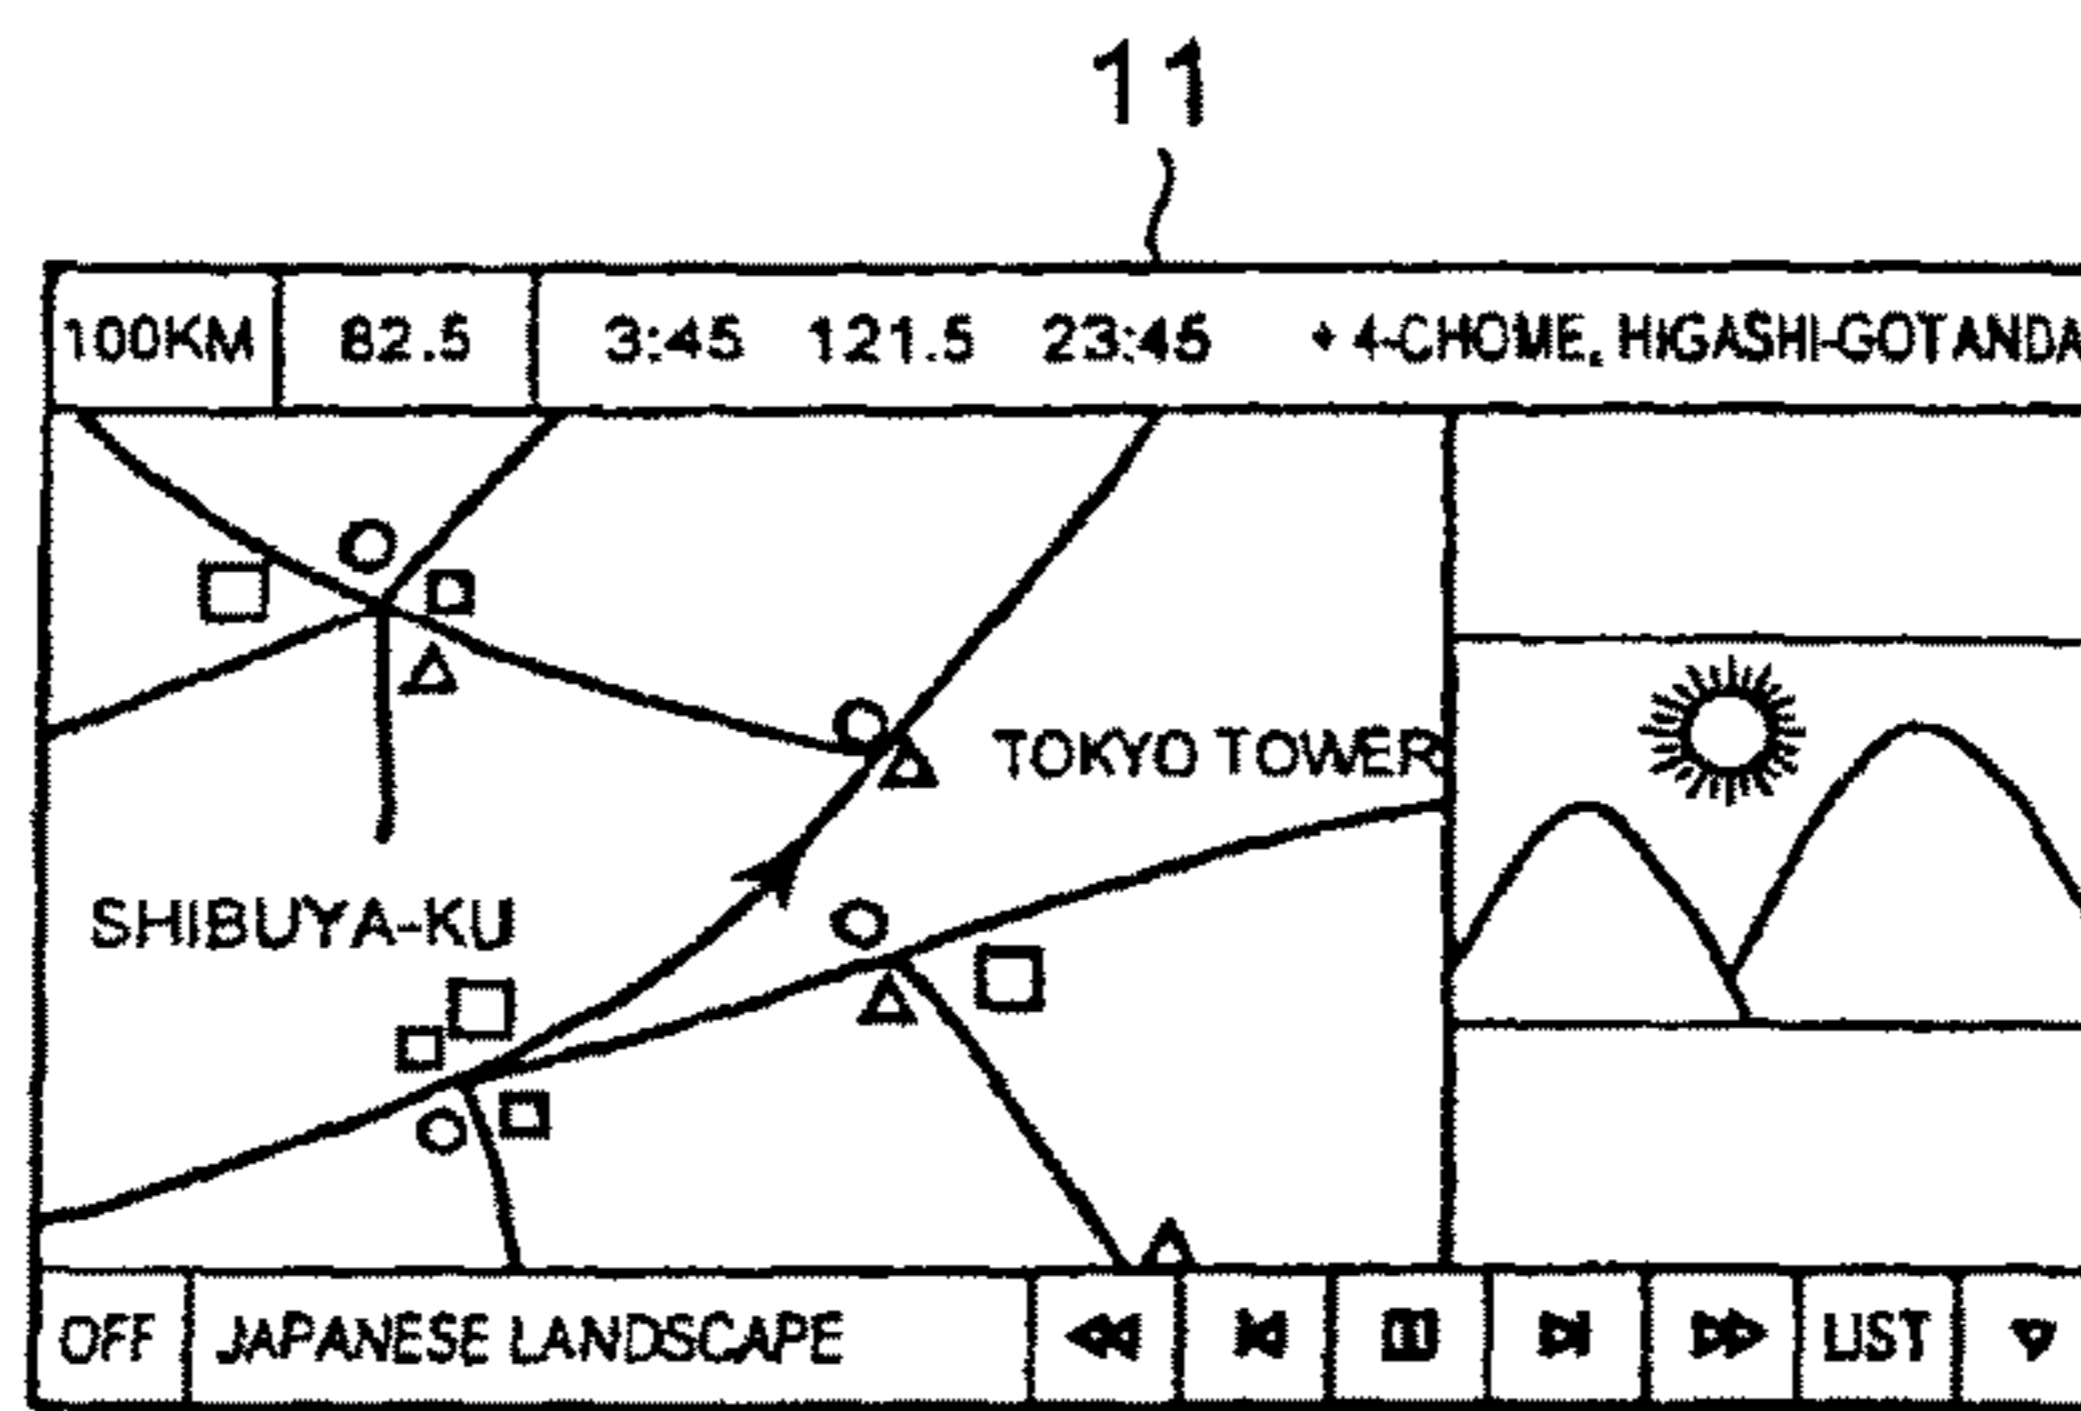 11
100KM 82.5 3:45 121.5 23:45 4-CHOME, HIGASHI-GOTANDA
TOKYO TOWER
SHIBUYA-KU
OFF JAPANESE LANDSCAPE LIST